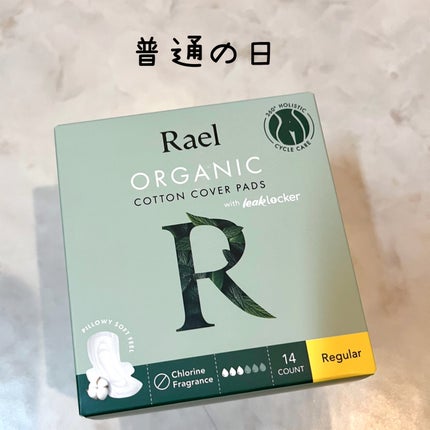 普通の日
360° HOLISTIC
CYCLE CARE
Rael
ORGANIC
COTTON COVER PADS
with leaklocker
R
PILLOWY SOFT FEEL
Chlorine
Fragrance
14
COUNT
Regular